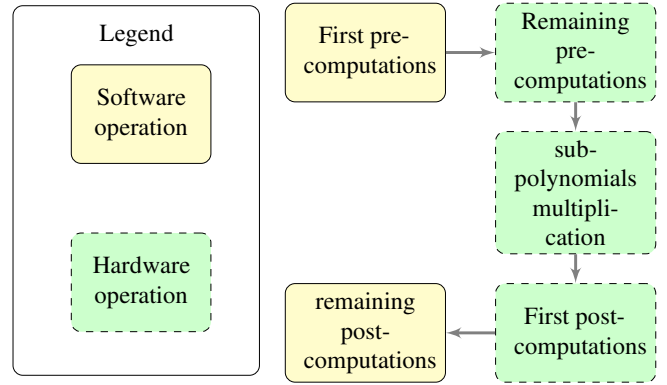 Legend
Software
operation
Hardware
operation
First pre-
computations
Remaining
pre-
computations
sub-
polynomials
multipli-
cation
First post-
computations
remaining
post-
computations